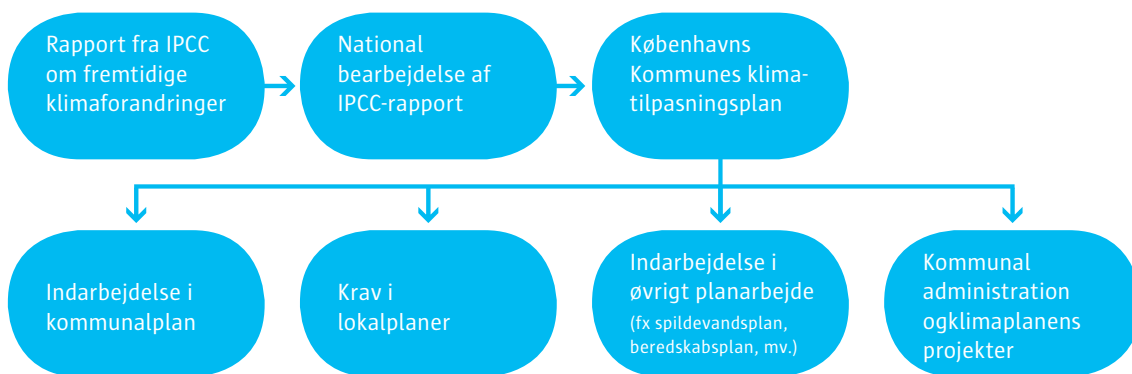 Rapport fra IPCC
om fremtidige
klimaforandringer
National
bearbejdelse af
IPCC-rapport
Københavns
Kommunes klima-
tilpasningsplan
Indarbejdelse i
kommunalplan
Krav i
lokalplaner
Indarbejdelse i
øvrigt planarbejde
(fx spildevandsplan,
beredskabsplan, mv.)
Kommunal
administration
ogklimaplanens
projekter